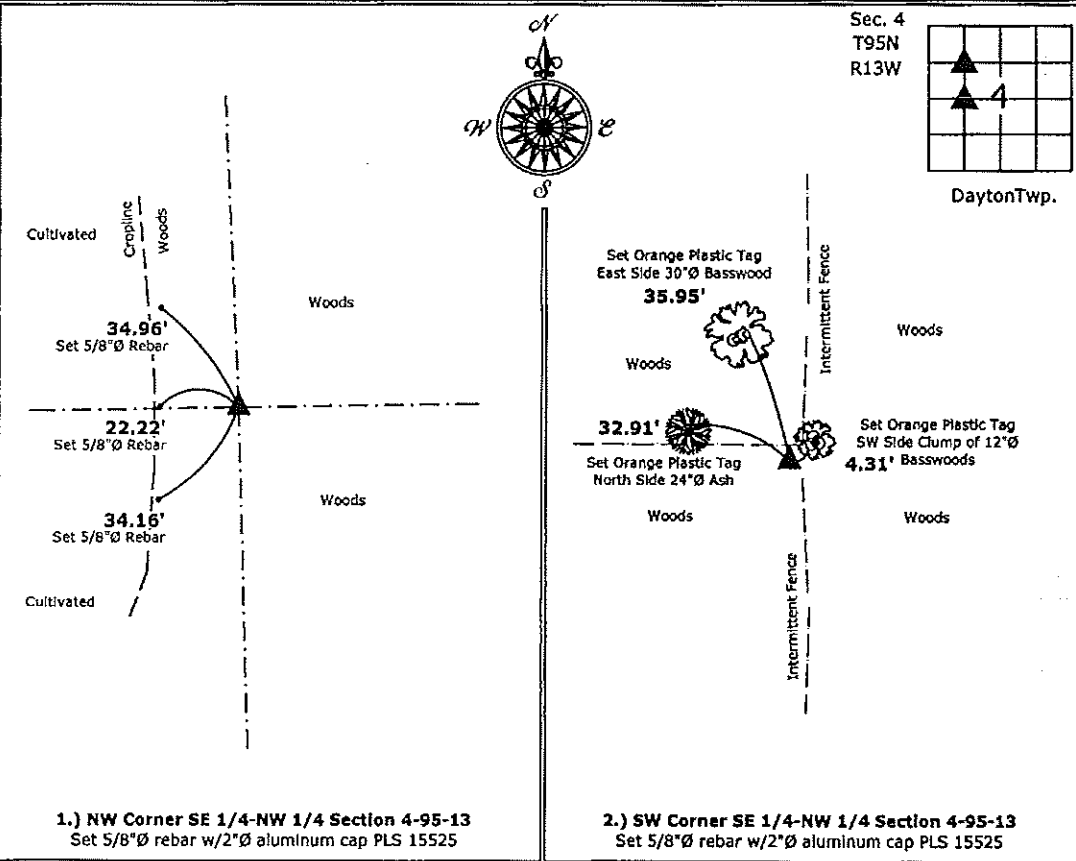 N
W
E
S
Sec. 4
T95N
R13W
4
DaytonTwp.
Cultivated
Cropline
Woods
Woods
34.96'
Set 5/8"Ø Rebar
22.22'
Set 5/8"Ø Rebar
34.16'
Set 5/8"Ø Rebar
Woods
Cultivated
1.) NW Corner SE 1/4-NW 1/4 Section 4-95-13
Set 5/8"Ø rebar w/2"Ø aluminum cap PLS 15525
Set Orange Plastic Tag
East Side 30"Ø Basswood
35.95'
Intermittent Fence
Woods
Woods
32.91'
Set Orange Plastic Tag
North Side 24"Ø Ash
Set Orange Plastic Tag
SW Side Clump of 12"Ø
4.31' Basswoods
Woods
Woods
Intermittent Fence
2.) SW Corner SE 1/4-NW 1/4 Section 4-95-13
Set 5/8"Ø rebar w/2"Ø aluminum cap PLS 15525